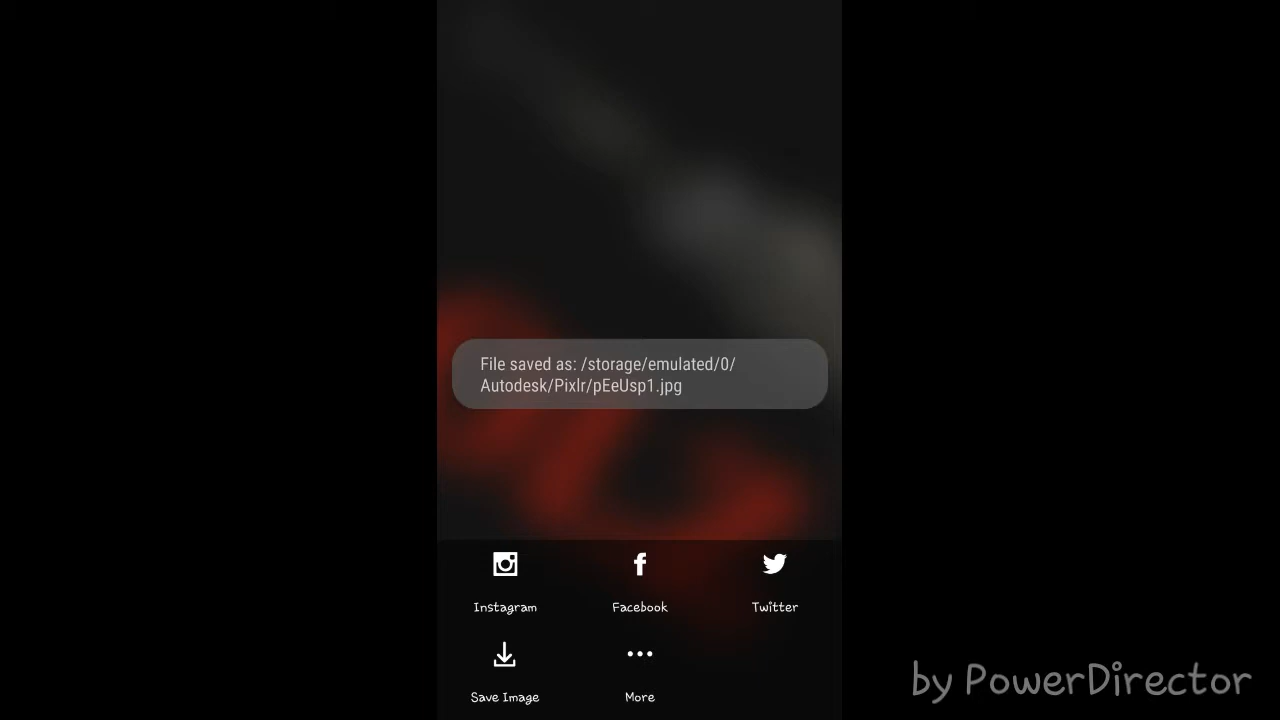 File saved as: /storage/emulated/0/
Autodesk/Pixlr/pEeUsp1.jpg
Instagram
Facebook
Twitter
Save Image
More
by PowerDirector